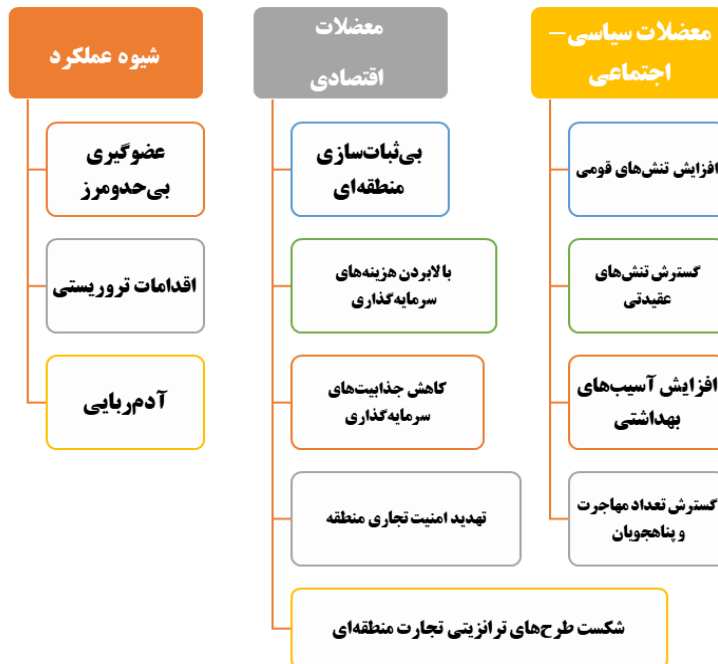 معضلات سیاسی–
اجتماعی
افزایش تنش‌های قومی
گسترش تنش‌های
عقیدتی
افزایش آسیب‌های
بهداشتی
گسترش تعداد مهاجرت
و پناهجویان
معضلات
اقتصادی
بی‌ثبات‌سازی
منطقه‌ای
بالابردن هزینه‌های
سرمایه‌گذاری
کاهش جذابیت‌های
سرمایه‌گذاری
تهدید امنیت تجاری منطقه
شکست طرح‌های ترانزیتی تجارت منطقه‌ای
شیوه عملکرد
عضوگیری
بی‌حدومرز
اقدامات تروریستی
آدم‌ربایی